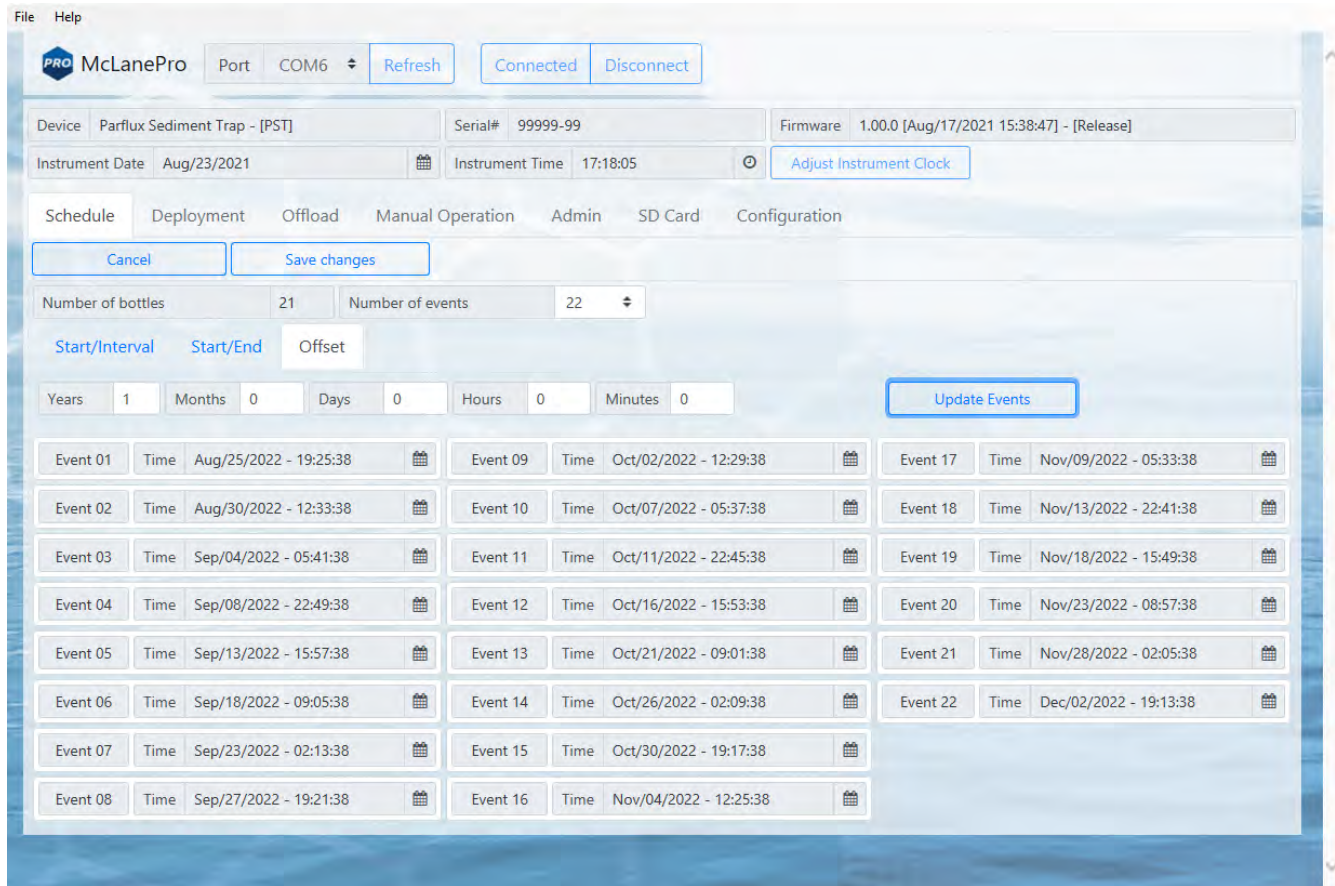 File Help
PRO McLanePro Port COM6 Refresh Connected Disconnect
Device Parflux Sediment Trap - [PST] Serial# 99999-99 Firmware 1.00.0 [Aug/17/2021 15:38:47] - [Release]
Instrument Date Aug/23/2021 Instrument Time 17:18:05 Adjust Instrument Clock
Schedule Deployment Offload Manual Operation Admin SD Card Configuration
Cancel Save changes
Number of bottles 21 Number of events 22
Start/Interval Start/End Offset
Years 1 Months 0 Days 0 Hours 0 Minutes 0 Update Events
Event 01 Time Aug/25/2022 - 19:25:38 Event 09 Time Oct/02/2022 - 12:29:38 Event 17 Time Nov/09/2022 - 05:33:38
Event 02 Time Aug/30/2022 - 12:33:38 Event 10 Time Oct/07/2022 - 05:37:38 Event 18 Time Nov/13/2022 - 22:41:38
Event 03 Time Sep/04/2022 - 05:41:38 Event 11 Time Oct/11/2022 - 22:45:38 Event 19 Time Nov/18/2022 - 15:49:38
Event 04 Time Sep/08/2022 - 22:49:38 Event 12 Time Oct/16/2022 - 15:53:38 Event 20 Time Nov/23/2022 - 08:57:38
Event 05 Time Sep/13/2022 - 15:57:38 Event 13 Time Oct/21/2022 - 09:01:38 Event 21 Time Nov/28/2022 - 02:05:38
Event 06 Time Sep/18/2022 - 09:05:38 Event 14 Time Oct/26/2022 - 02:09:38 Event 22 Time Dec/02/2022 - 19:13:38
Event 07 Time Sep/23/2022 - 02:13:38 Event 15 Time Oct/30/2022 - 19:17:38
Event 08 Time Sep/27/2022 - 19:21:38 Event 16 Time Nov/04/2022 - 12:25:38